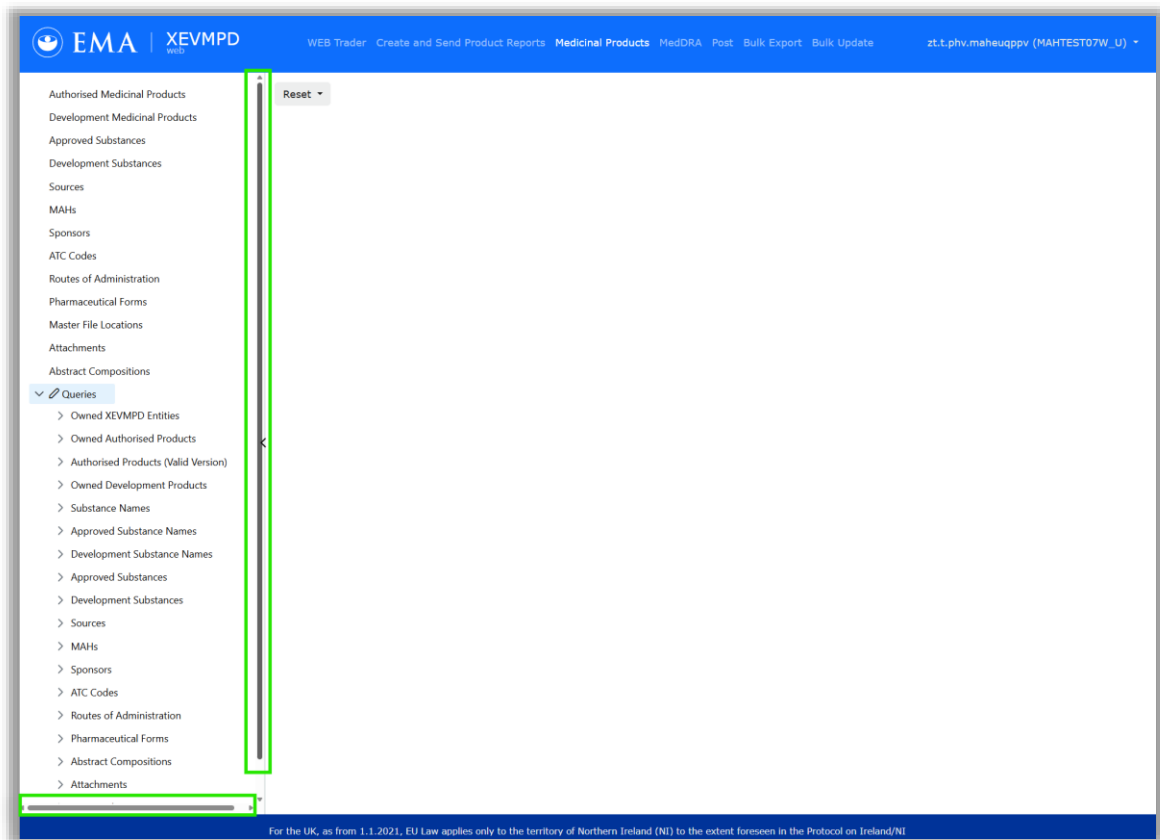 EMA | XEVMPD
web
WEB Trader Create and Send Product Reports Medicinal Products MedDRA Post Bulk Export Bulk Update zt.t.phv.maheuqppv (MAHTEST07W_U)
Reset
Authorised Medicinal Products
Development Medicinal Products
Approved Substances
Development Substances
Sources
MAHs
Sponsors
ATC Codes
Routes of Administration
Pharmaceutical Forms
Master File Locations
Attachments
Abstract Compositions
Queries
Owned XEVMPD Entities
Owned Authorised Products
Authorised Products (Valid Version)
Owned Development Products
Substance Names
Approved Substance Names
Development Substance Names
Approved Substances
Development Substances
Sources
MAHs
Sponsors
ATC Codes
Routes of Administration
Pharmaceutical Forms
Abstract Compositions
Attachments
For the UK, as from 1.1.2021, EU Law applies only to the territory of Northern Ireland (NI) to the extent foreseen in the Protocol on Ireland/NI